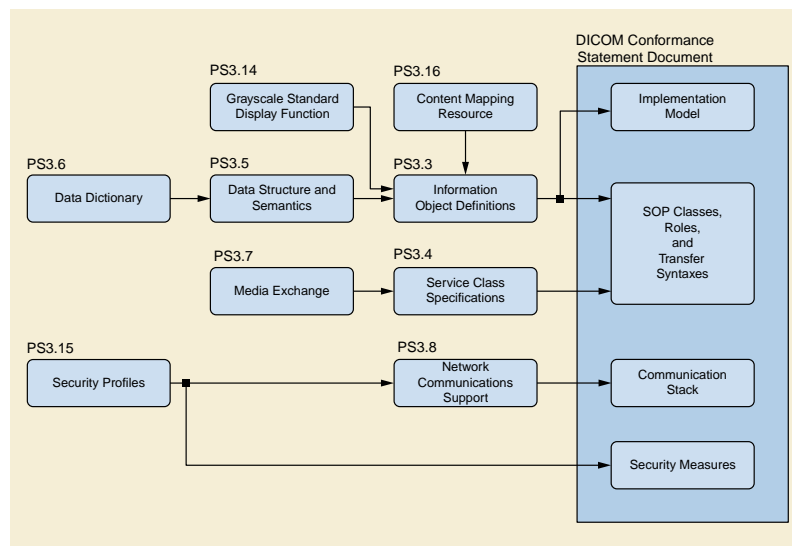 DICOM Conformance
Statement Document
PS3.14
Grayscale Standard
Display Function
PS3.16
Content Mapping
Resource
Implementation
Model
PS3.6
Data Dictionary
PS3.5
Data Structure and
Semantics
PS3.3
Information
Object Definitions
SOP Classes,
Roles,
and
Transfer
Syntaxes
PS3.7
Media Exchange
PS3.4
Service Class
Specifications
PS3.15
Security Profiles
PS3.8
Network
Communications
Support
Communication
Stack
Security Measures